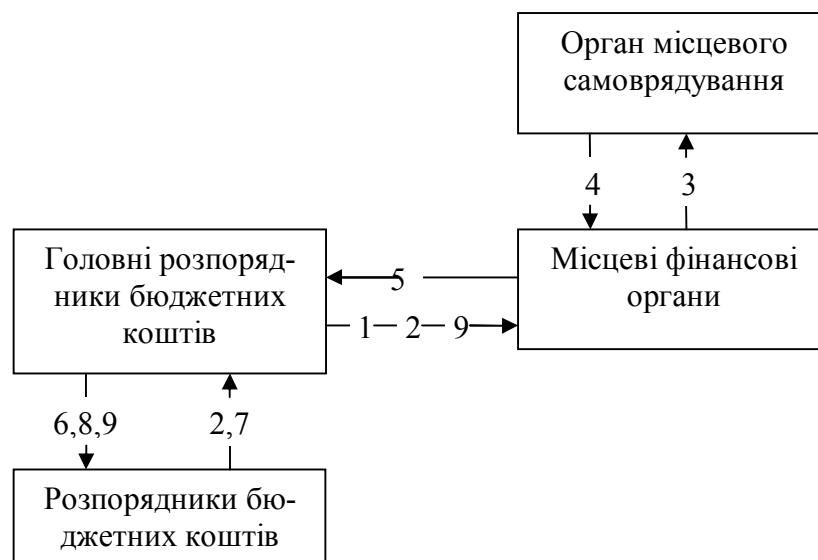 Орган місцевого
самоврядування
4
3
Головні розпоряд-
ники бюджетних
коштів
5
1
2
9
Місцеві фінансові
органи
6,8,9
2,7
Розпорядники бю-
джетних коштів